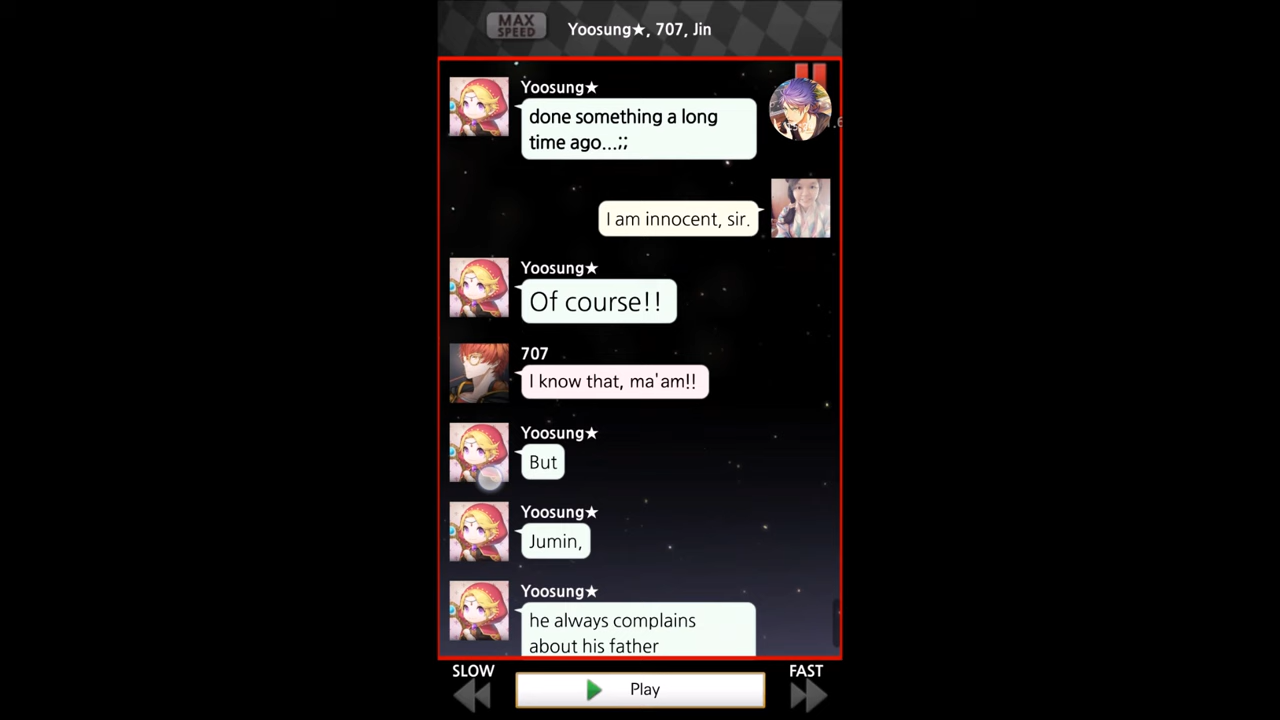 MAX
SPEED
Yoosung★, 707, Jin
Yoosung★
done something a long
time ago...;;
I am innocent, sir.
Yoosung★
Of course!!
707
I know that, ma'am!!
Yoosung★
But
Yoosung★
Jumin,
Yoosung★
he always complains
about his father
SLOW
Play
FAST